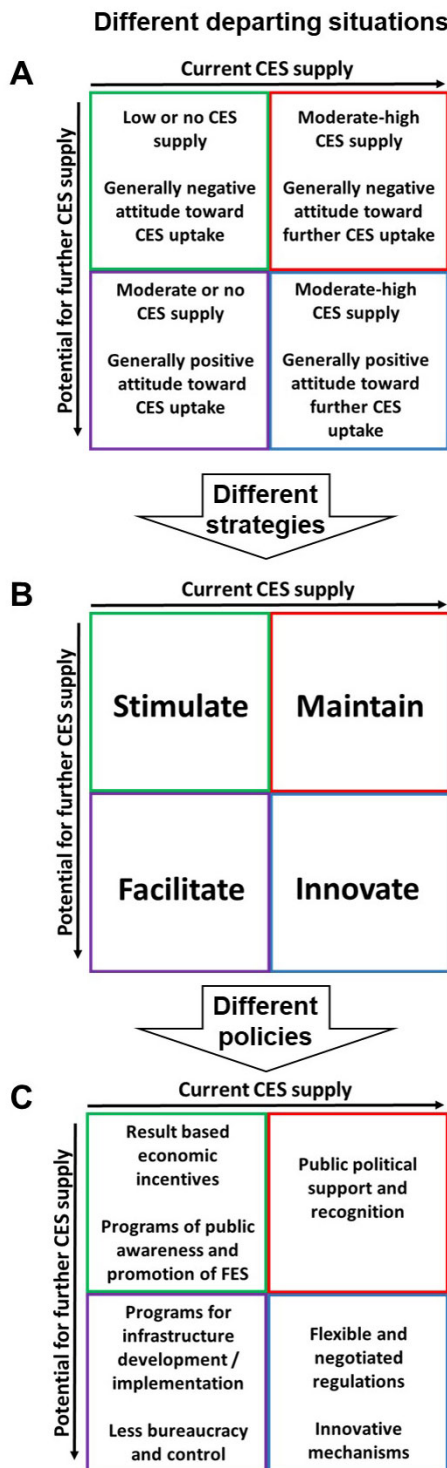 Different departing situations
A
Current CES supply
Potential for further CES supply
Low or no CES
supply
Generally negative
attitude toward
CES uptake
Moderate-high
CES supply
Generally negative
attitude toward
further CES uptake
Moderate or no
CES supply
Generally positive
attitude toward
CES uptake
Moderate-high
CES supply
Generally positive
attitude toward
further CES
uptake
Different
strategies
B
Current CES supply
Potential for further CES supply
Stimulate
Maintain
Facilitate
Innovate
Different
policies
C
Current CES supply
Potential for further CES supply
Result based
economic
incentives
Programs of public
awareness and
promotion of FES
Public political
support and
recognition
Programs for
infrastructure
development /
implementation
Less bureaucracy
and control
Flexible and
negotiated
regulations
Innovative
mechanisms